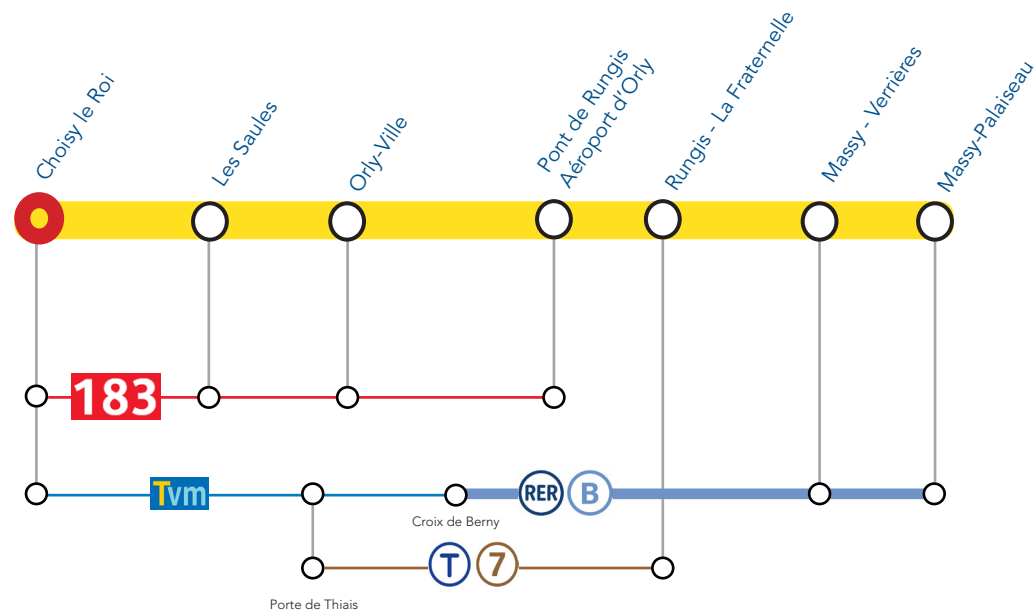 Choisy le Roi
Les Saules
Orly-Ville
Pont de Rungis
Aéroport d'Orly
Rungis - La Fraternelle
Massy - Verrières
Massy-Palaiseau
183
Tvm
RER B
Croix de Berny
T 7
Porte de Thiais